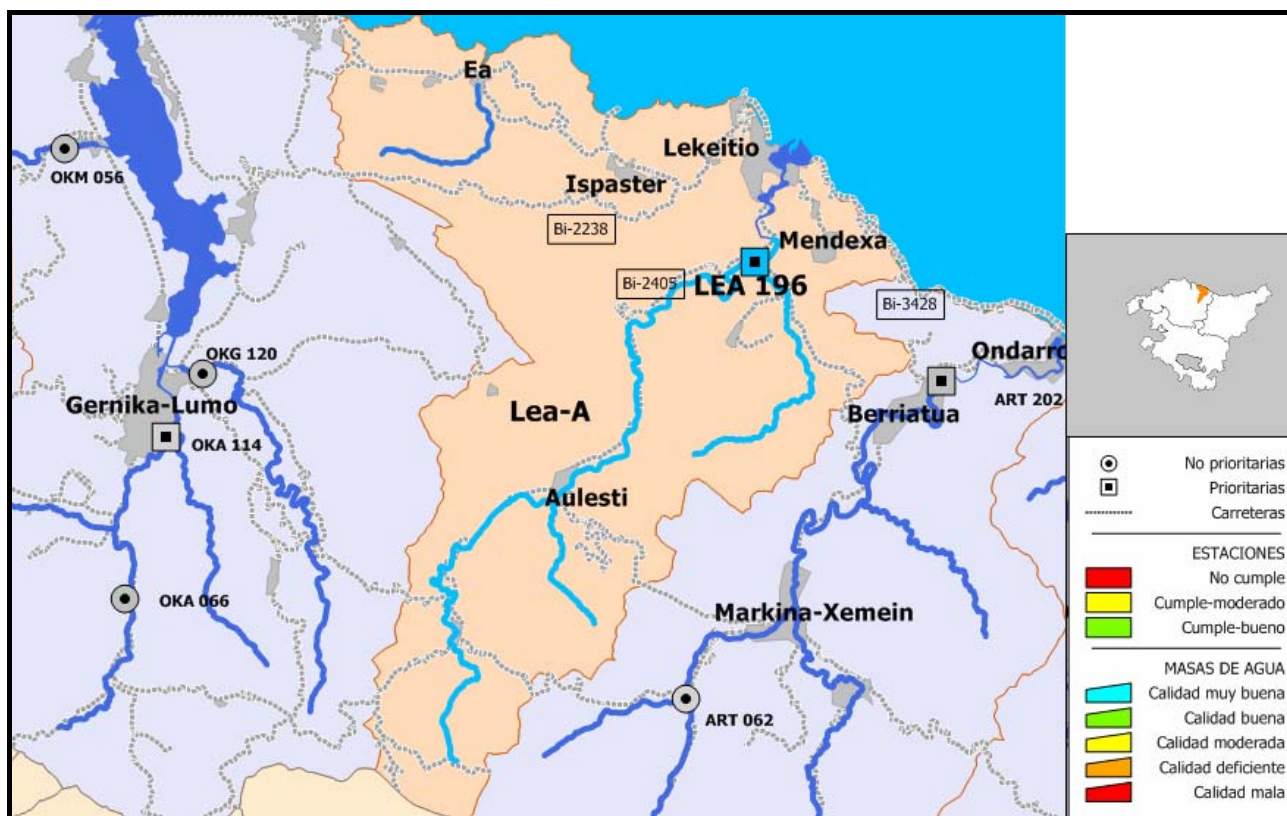 Ea
Lekeitio
OKM 056
Ispaster
Bi-2238
Mendexa
Bi-2405
LEA 196
Bi-3428
OKG 120
Ondarro
Gernika-Lumo
Lea-A
Berriatua
ART 202
OKA 114
Aulesti
OKA 066
Markina-Xemein
ART 062
No prioritarias
Prioritarias
Carreteras
ESTACIONES
No cumple
Cumple-moderado
Cumple-bueno
MASAS DE AGUA
Calidad muy buena
Calidad buena
Calidad moderada
Calidad deficiente
Calidad mala